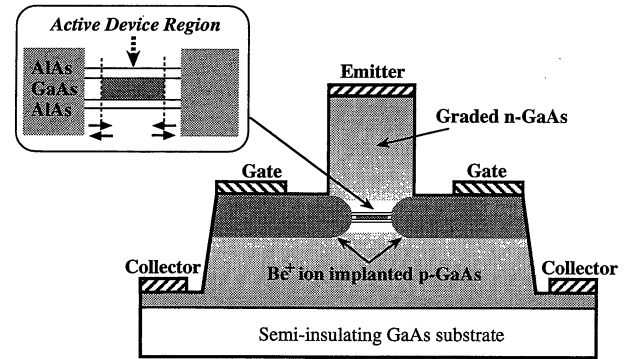 Active Device Region
AlAs
GaAs
AlAs
Emitter
Graded n-GaAs
Gate
Gate
Collector
Be+ ion implanted p-GaAs
Collector
Semi-insulating GaAs substrate